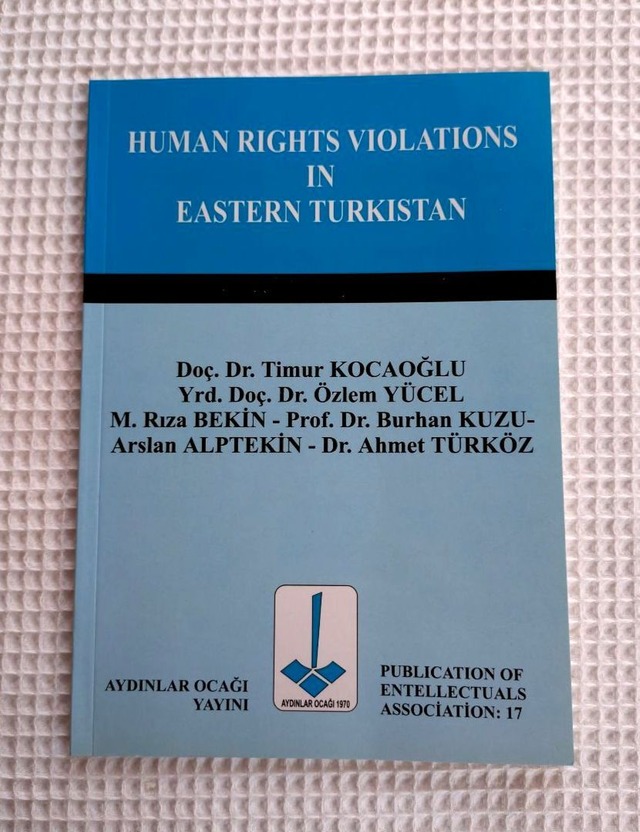 HUMAN RIGHTS VIOLATIONS
IN
EASTERN TURKISTAN
Doç. Dr. Timur KOCAOĞLU
Yrd. Doç. Dr. Özlem YÜCEL
M. Rıza BEKİN - Prof. Dr. Burhan KUZU-
Arslan ALPTEKİN - Dr. Ahmet TÜRKÖZ
AYDINLAR OCAĞI
YAYINI
AYDINLAR OCAĞI 1970
PUBLICATION OF
ENTELLECTUALS
ASSOCİATİON: 17